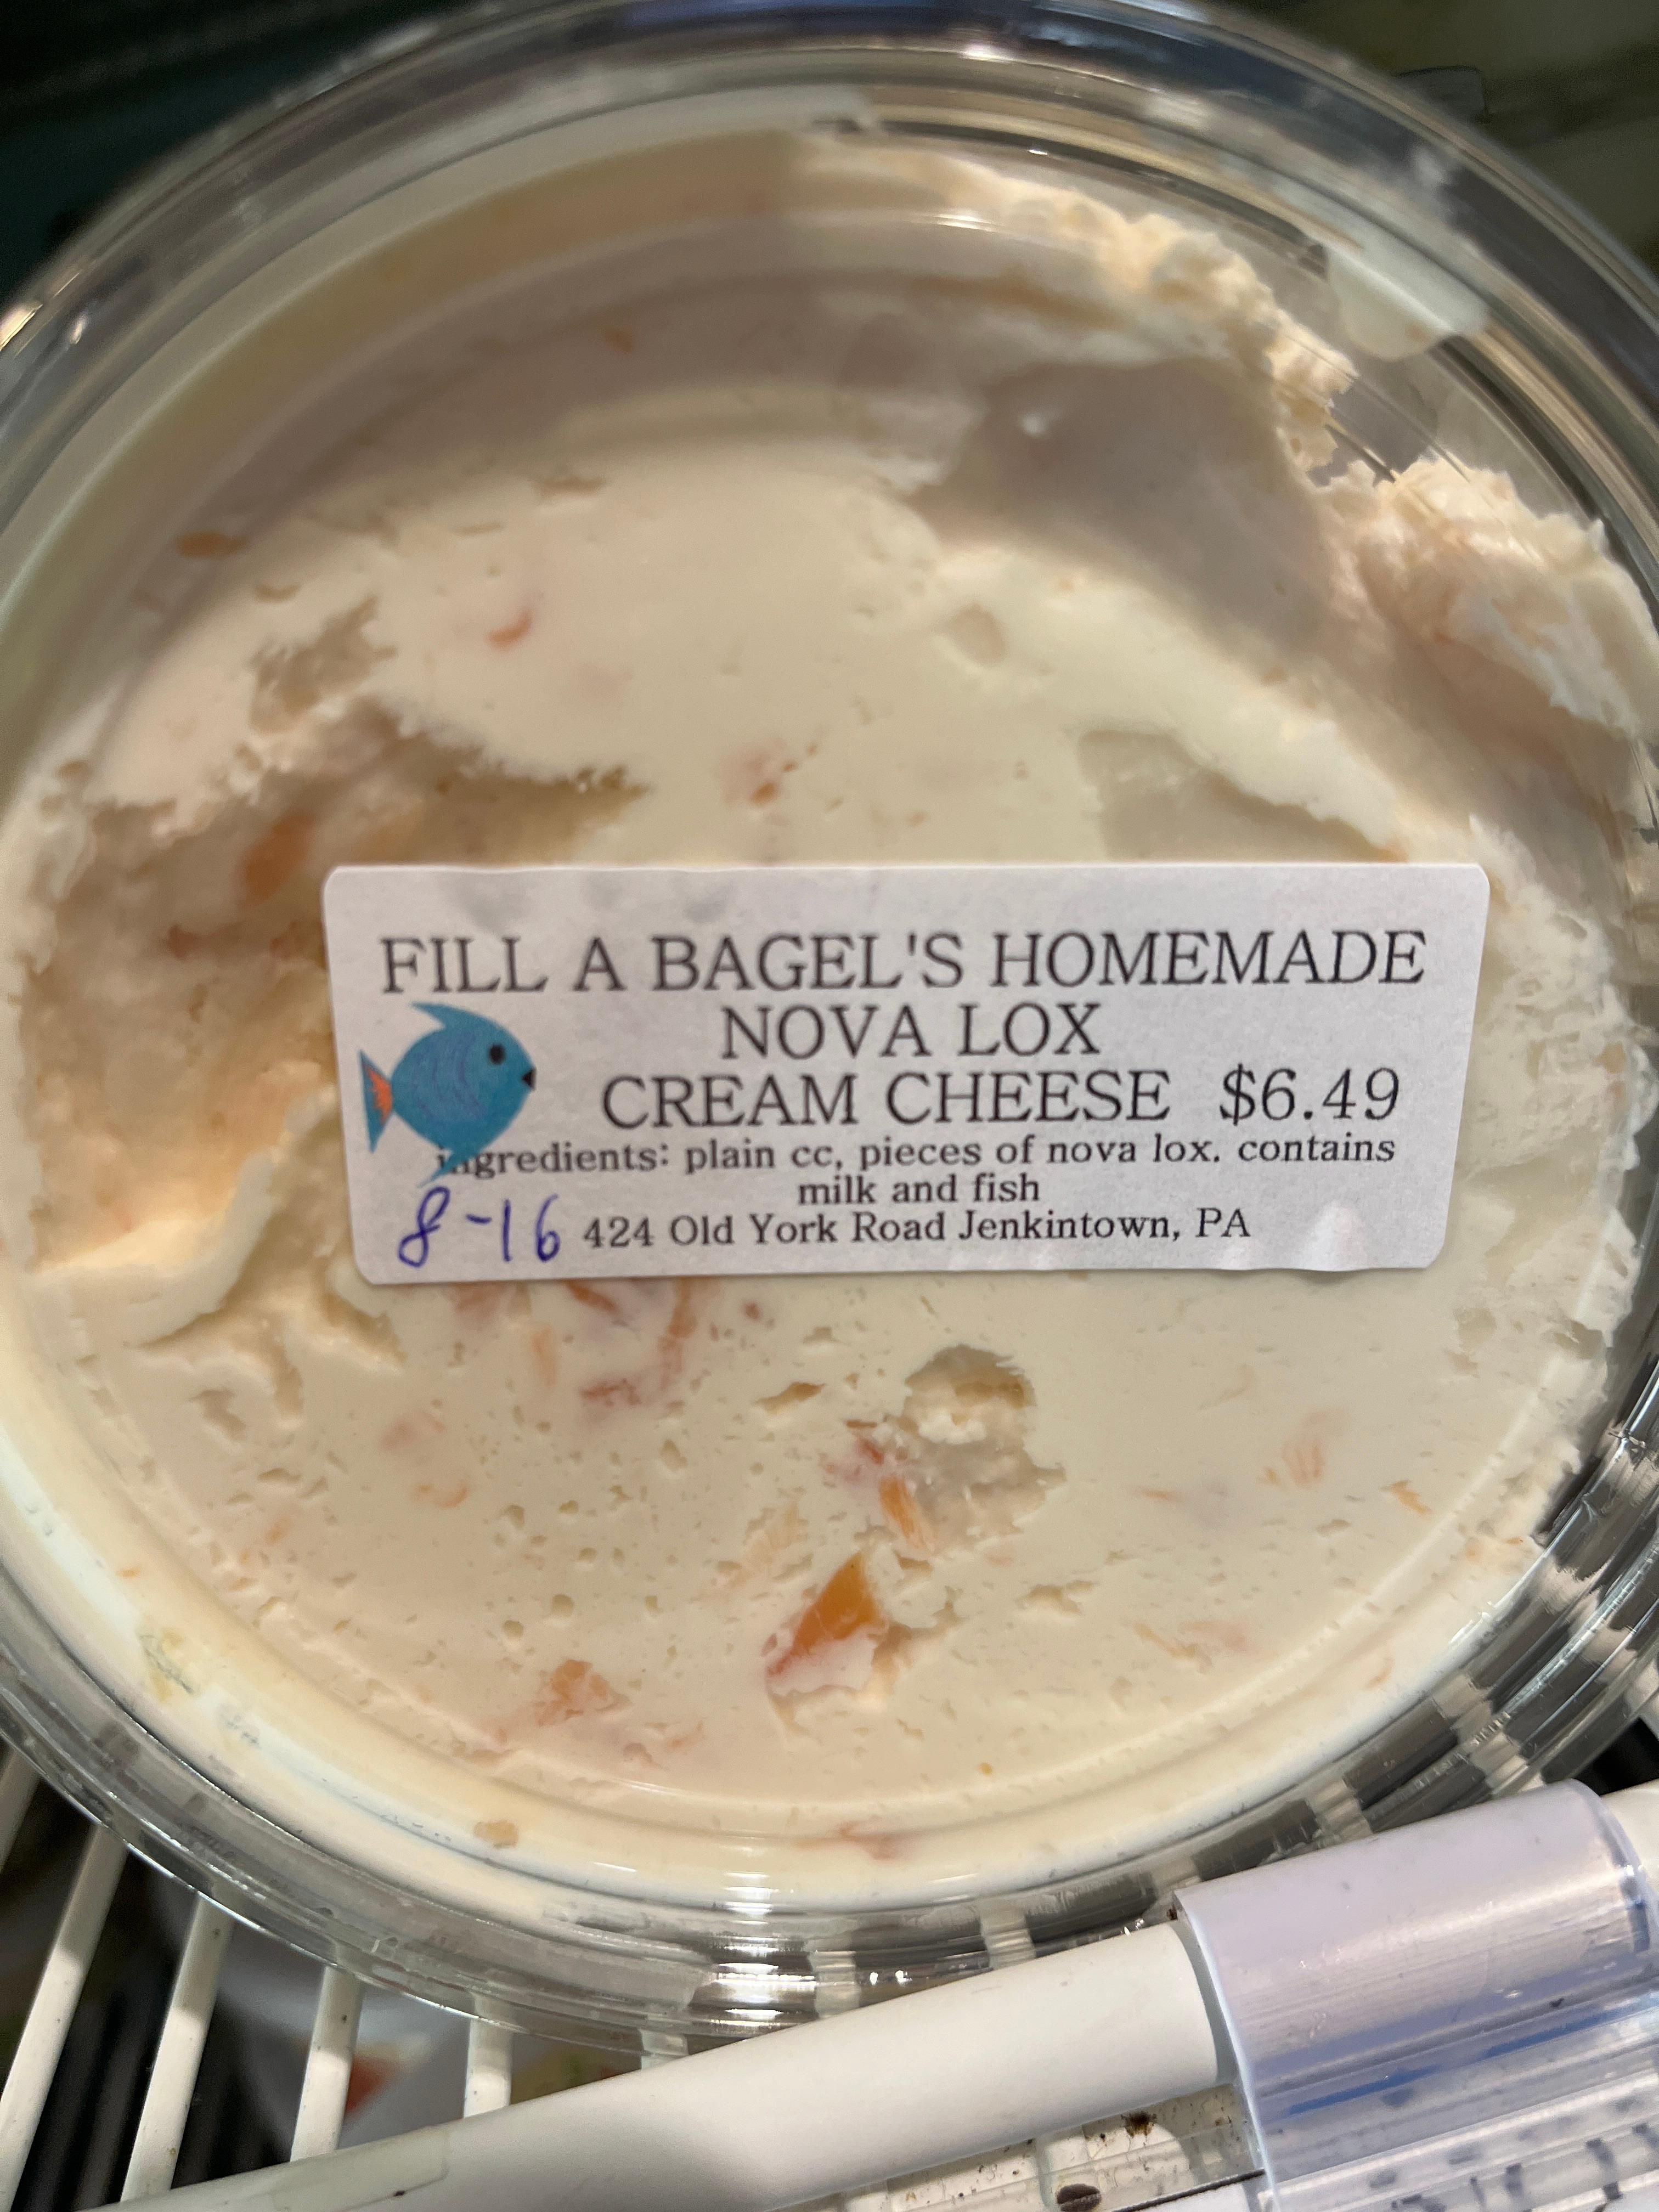 FILL A BAGEL'S HOMEMADE
NOVA LOX
CREAM CHEESE $6.49
ingredients: plain cc, pieces of nova lox. contains
milk and fish
8-16 424 Old York Road Jenkintown, PA